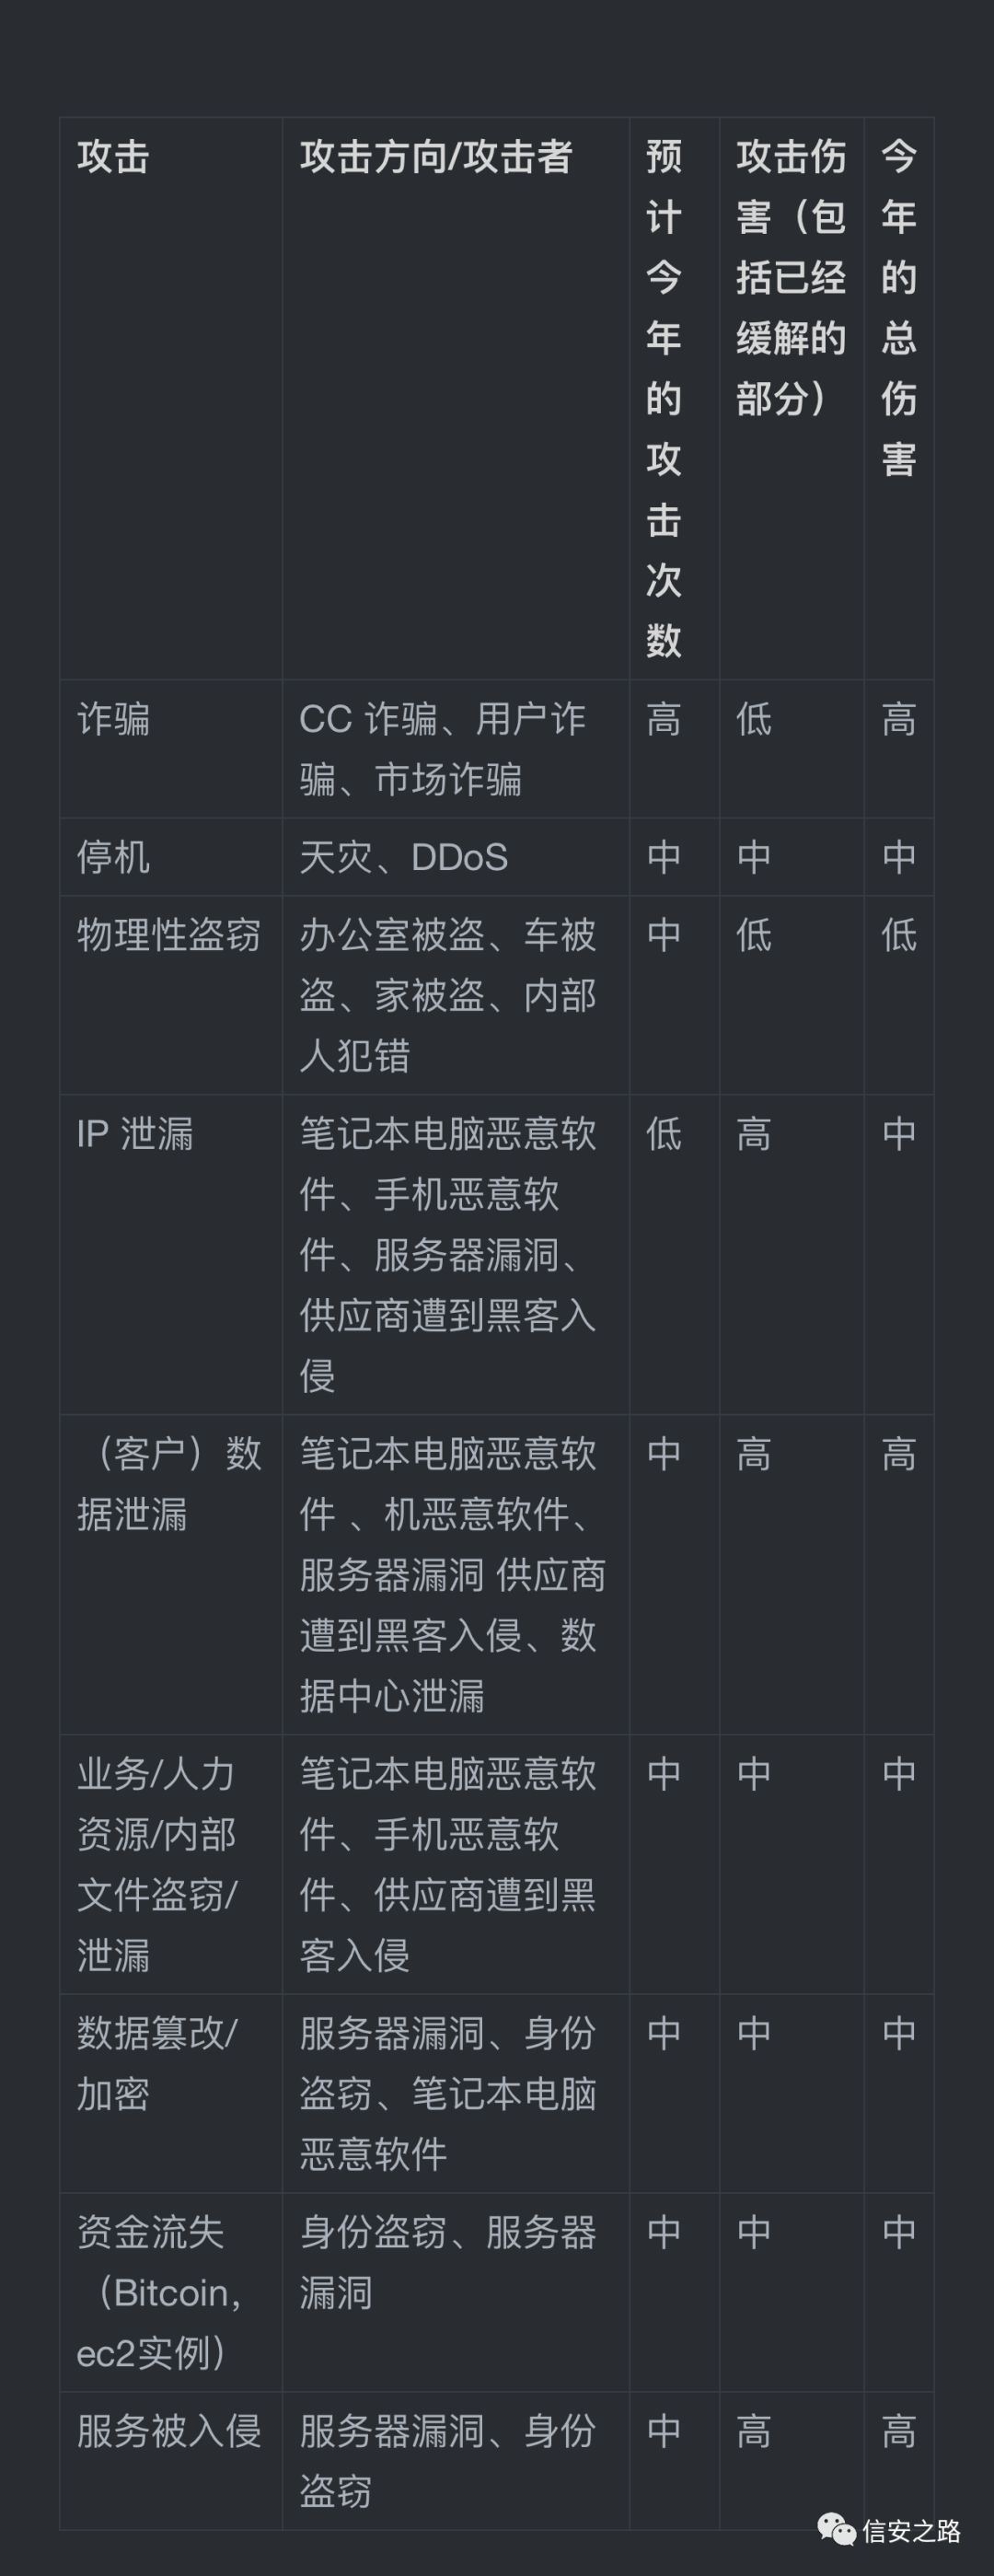 攻击
攻击方向/攻击者
预
计
今
年
的
攻
击
次
数
攻击伤
害（包
括已经
缓解的
部分）
今
年
的
总
伤
害
诈骗
CC 诈骗、用户诈
骗、市场诈骗
高
低
高
停机
天灾、DDoS
中
中
中
物理性盗窃
办公室被盗、车被
盗、家被盗、内部
人犯错
中
低
低
IP 泄漏
笔记本电脑恶意软
件、手机恶意软
件、服务器漏洞、
供应商遭到黑客入
侵
低
高
中
（客户）数
据泄漏
笔记本电脑恶意软
件 、机恶意软件、
服务器漏洞 供应商
遭到黑客入侵、数
据中心泄漏
中
高
高
业务/人力
资源/内部
文件盗窃/
泄漏
笔记本电脑恶意软
件、手机恶意软
件、供应商遭到黑
客入侵
中
中
中
数据篡改/
加密
服务器漏洞、身份
盗窃、笔记本电脑
恶意软件
中
中
中
资金流失
（Bitcoin，
ec2实例）
身份盗窃、服务器
漏洞
中
中
中
服务被入侵
服务器漏洞、身份
盗窃
中
高
高
信安之路